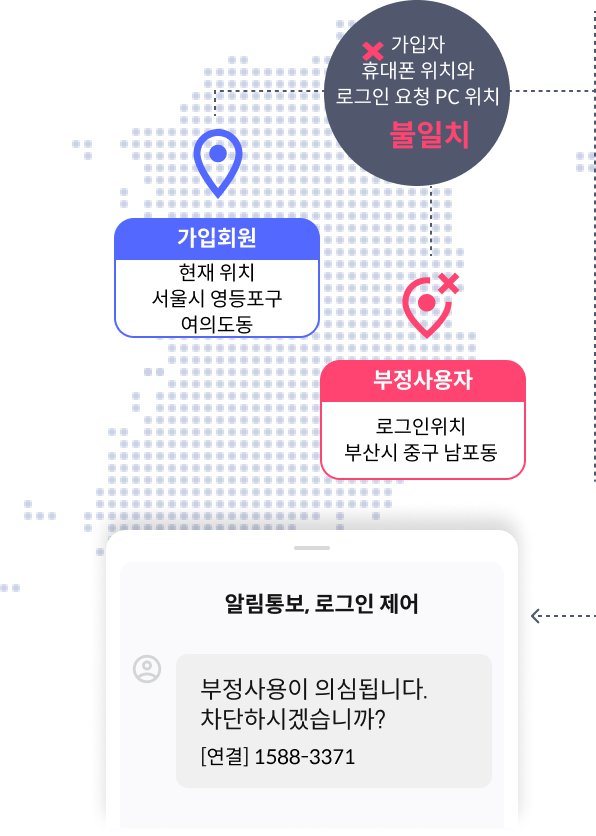 가입자
휴대폰 위치와
로그인 요청 PC 위치
불일치
가입회원
현재 위치
서울시 영등포구
여의도동
부정사용자
로그인위치
부산시 중구 남포동
알림통보, 로그인 제어
부정사용이 의심됩니다.
차단하시겠습니까?
[연결] 1588-3371